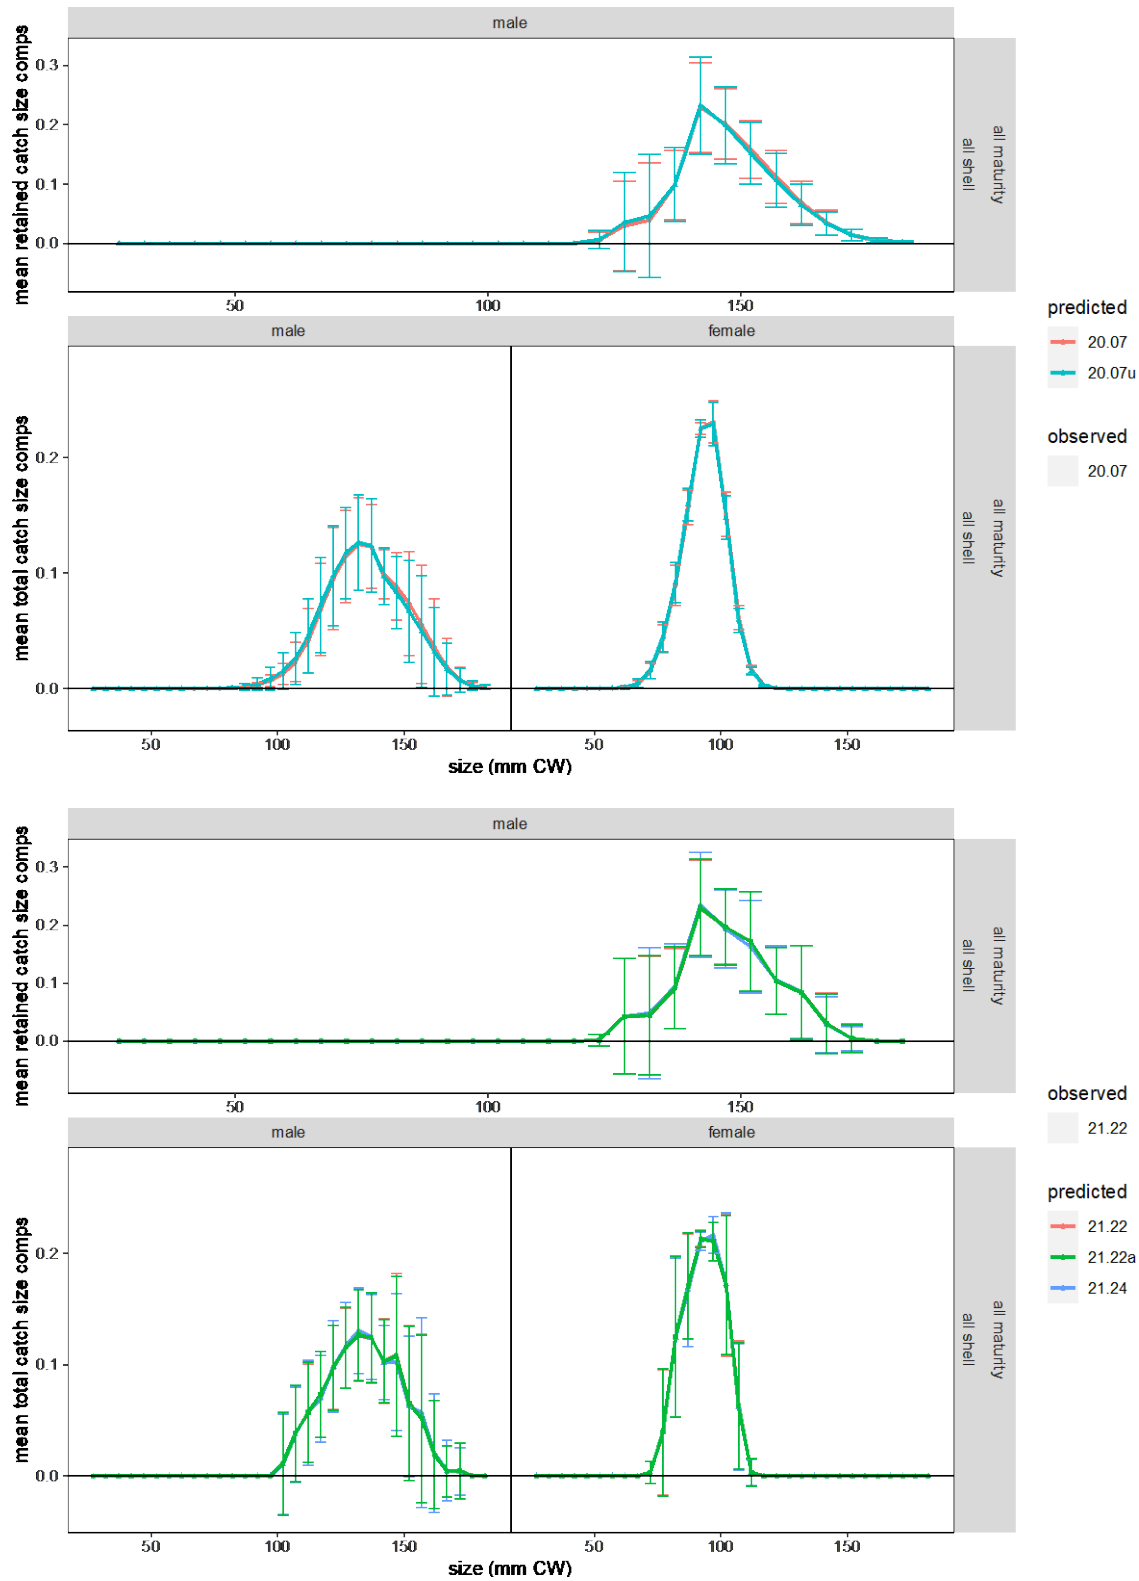 male
mean retained catch size comps
0.3
0.2
0.1
0.0
all maturity
all shell
50
100
150
male
female
mean total catch size comps
0.2
0.1
0.0
all maturity
all shell
50
100
150
50
100
150
size (mm CW)
predicted
20.07
20.07u
observed
20.07
male
mean retained catch size comps
0.3
0.2
0.1
0.0
all maturity
all shell
50
100
150
male
female
mean total catch size comps
0.2
0.1
0.0
all maturity
all shell
50
100
150
50
100
150
size (mm CW)
observed
21.22
predicted
21.22
21.22a
21.24